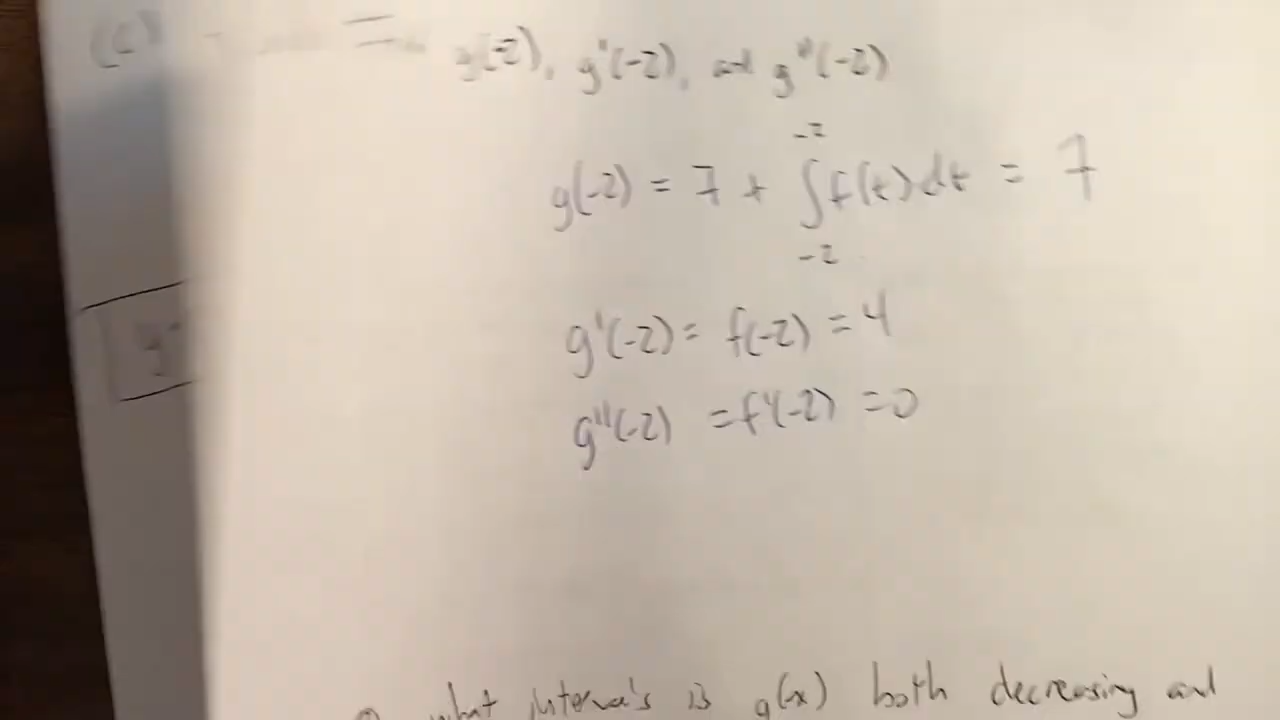 (c)
g(-2), g'(-2), and g''(-2)
-2
g(-2) = 7 + ∫f(t)dt = 7
-2
g'(-2) = f(-2) = 4
g''(-2) = f'(-2) = 0
what interva's is g(x) both decreasing and